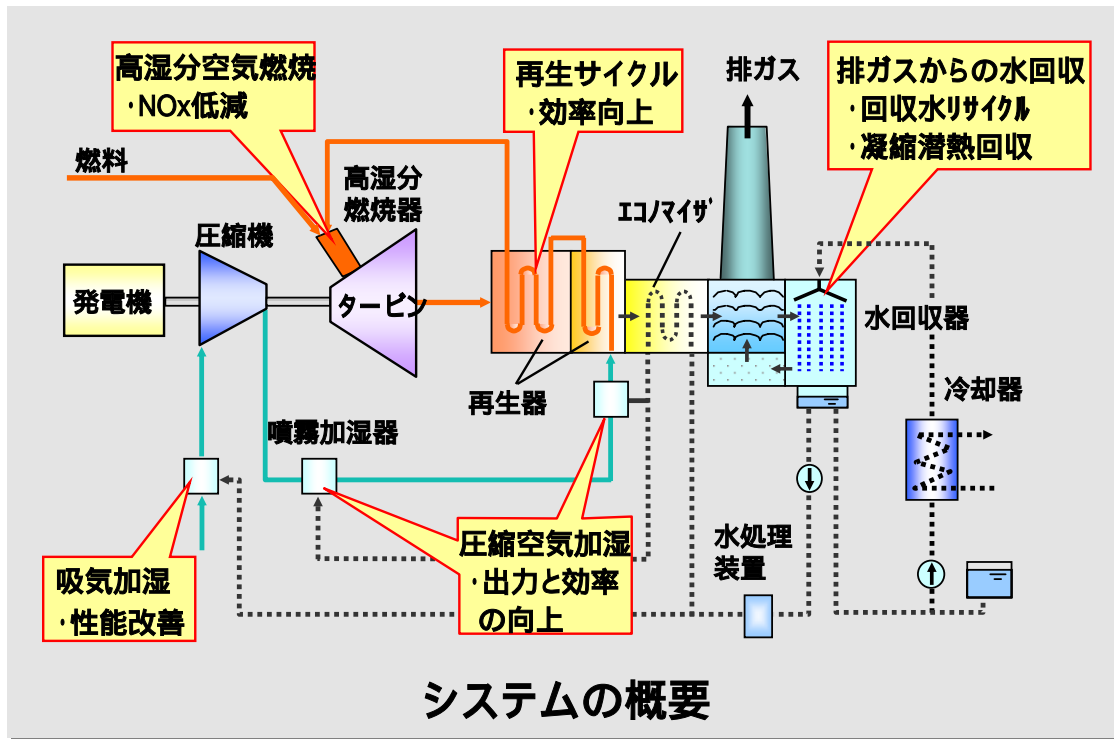 高湿分空気燃焼
・NOx低減
再生サイクル
・効率向上
排ガス
排ガスからの水回収
・回収水リサイクル
・凝縮潜熱回収
燃料
高湿分
燃焼器
エコノマイザ
圧縮機
発電機
タービン
水回収器
再生器
冷却器
噴霧加湿器
圧縮空気加湿
・出力と効率
の向上
水処理
装置
吸気加湿
・性能改善
システムの概要